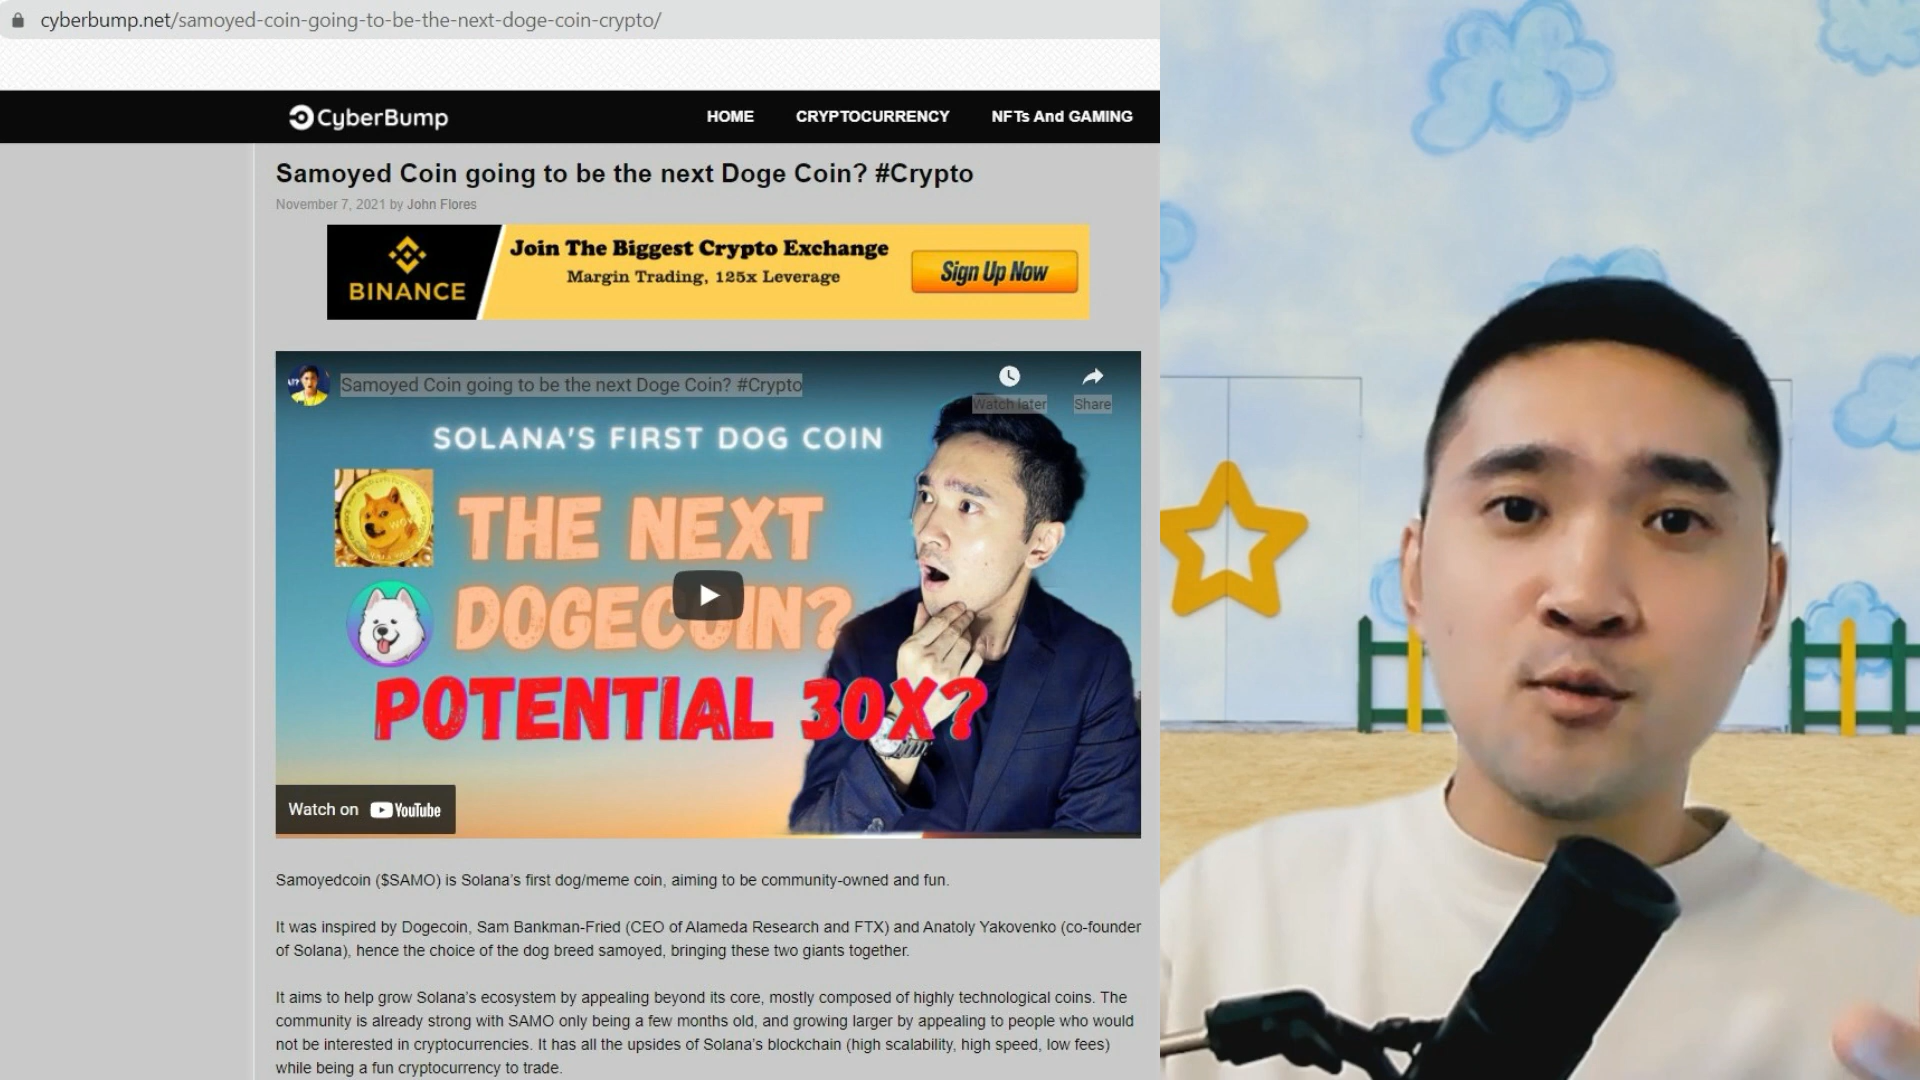 cyberbump.net/samoyed-coin-going-to-be-the-next-doge-coin-crypto/
CyberBump
HOME
CRYPTOCURRENCY
NFTs And GAMING
Samoyed Coin going to be the next Doge Coin? #Crypto
November 7, 2021 by John Flores
BINANCE
Join The Biggest Crypto Exchange
Margin Trading, 125x Leverage
Sign Up Now
Samoyed Coin going to be the next Doge Coin? #Crypto
Watch later
Share
SOLANA'S FIRST DOG COIN
THE NEXT
DOGECOIN?
POTENTIAL 30X?
Watch on YouTube
Samoyedcoin ($SAMO) is Solana's first dog/meme coin, aiming to be community-owned and fun.
It was inspired by Dogecoin, Sam Bankman-Fried (CEO of Alameda Research and FTX) and Anatoly Yakovenko (co-founder
of Solana), hence the choice of the dog breed samoyed, bringing these two giants together.
It aims to help grow Solana's ecosystem by appealing beyond its core, mostly composed of highly technological coins. The
community is already strong with SAMO only being a few months old, and growing larger by appealing to people who would
not be interested in cryptocurrencies. It has all the upsides of Solana's blockchain (high scalability, high speed, low fees)
while being a fun cryptocurrency to trade.